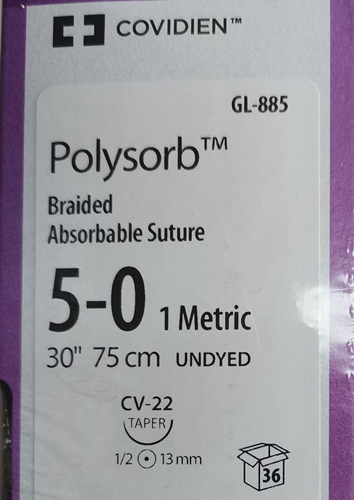 COVIDIEN™
GL-885
Polysorb™
Braided
Absorbable Suture
5-0 1 Metric
30" 75 cm UNDYED
CV-22
TAPER
1/2 13 mm
36